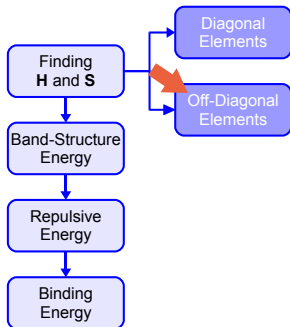 Diagonal
Elements
Finding
H and S
Off-Diagonal
Elements
Band-Structure
Energy
Repulsive
Energy
Binding
Energy